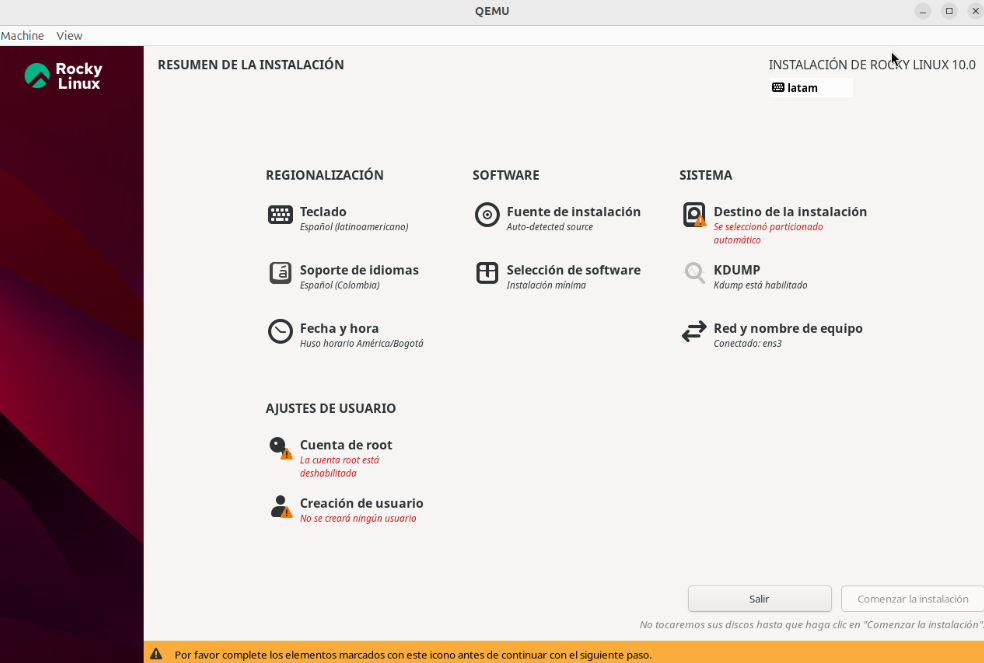 QEMU
Machine View
Rocky
Linux
RESUMEN DE LA INSTALACIÓN
INSTALACIÓN DE ROCKY LINUX 10.0
latam
REGIONALIZACIÓN
Teclado
Español (latinoamericano)
Soporte de idiomas
Español (Colombia)
Fecha y hora
Huso horario América/Bogotá
SOFTWARE
Fuente de instalación
Auto-detected source
Selección de software
Instalación mínima
SISTEMA
Destino de la instalación
Se seleccionó particionado
automático
KDUMP
Kdump está habilitado
Red y nombre de equipo
Conectado: ens3
AJUSTES DE USUARIO
Cuenta de root
La cuenta root está
deshabilitada
Creación de usuario
No se creará ningún usuario
Salir
Comenzar la instalación
No tocaremos sus discos hasta que haga clic en "Comenzar la instalación".
Por favor complete los elementos marcados con este icono antes de continuar con el siguiente paso.